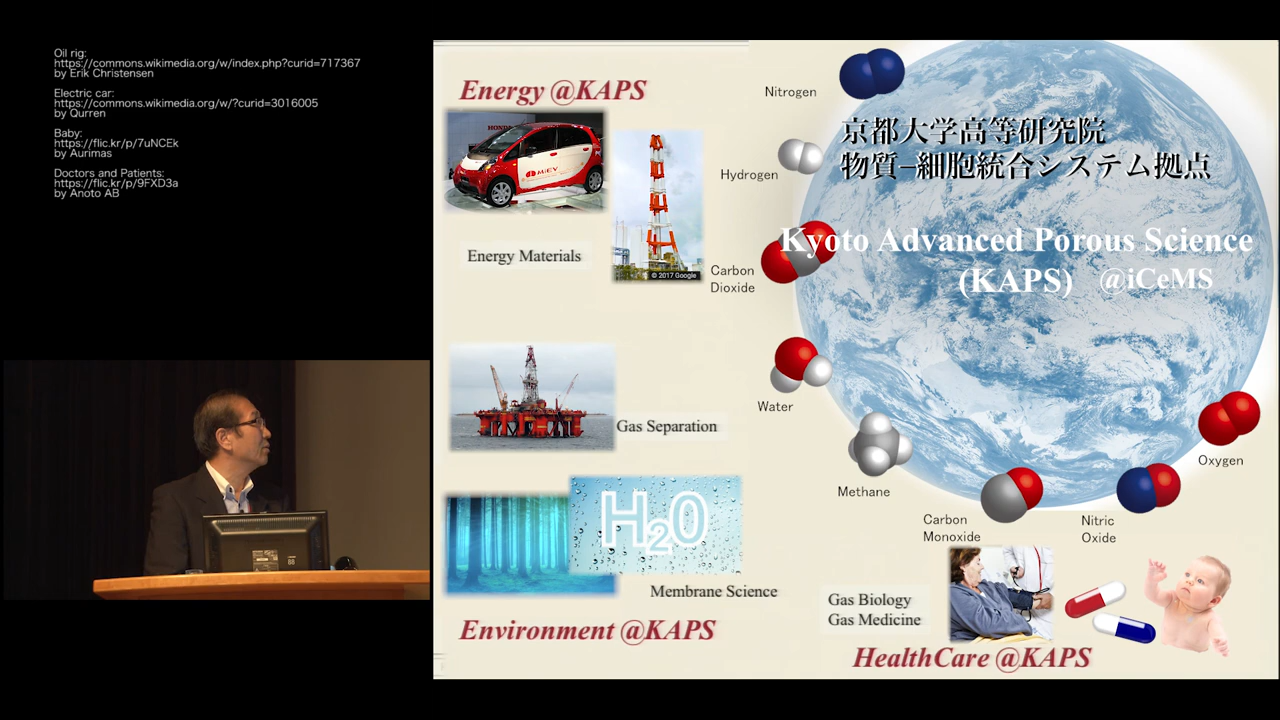 Oil rig:
https://commons.wikimedia.org/w/index.php?curid=717367
by Erik Christensen
Electric car:
https://commons.wikimedia.org/w/?curid=3016005
by Qurren
Baby:
https://flic.kr/p/7uNCEk
by Aurimas
Doctors and Patients:
https://flic.kr/p/9FXD3a
by Anoto AB
Energy @KAPS
HONDA
MiEV
© 2017 Google
Energy Materials
Gas Separation
H₂O
Membrane Science
Environment @KAPS
Nitrogen
京都大学高等研究院
物質−細胞統合システム拠点
Hydrogen
Kyoto Advanced Porous Science
(KAPS) @iCeMS
Carbon
Dioxide
Water
Methane
Carbon
Monoxide
Nitric
Oxide
Oxygen
Gas Biology
Gas Medicine
HealthCare @KAPS
88